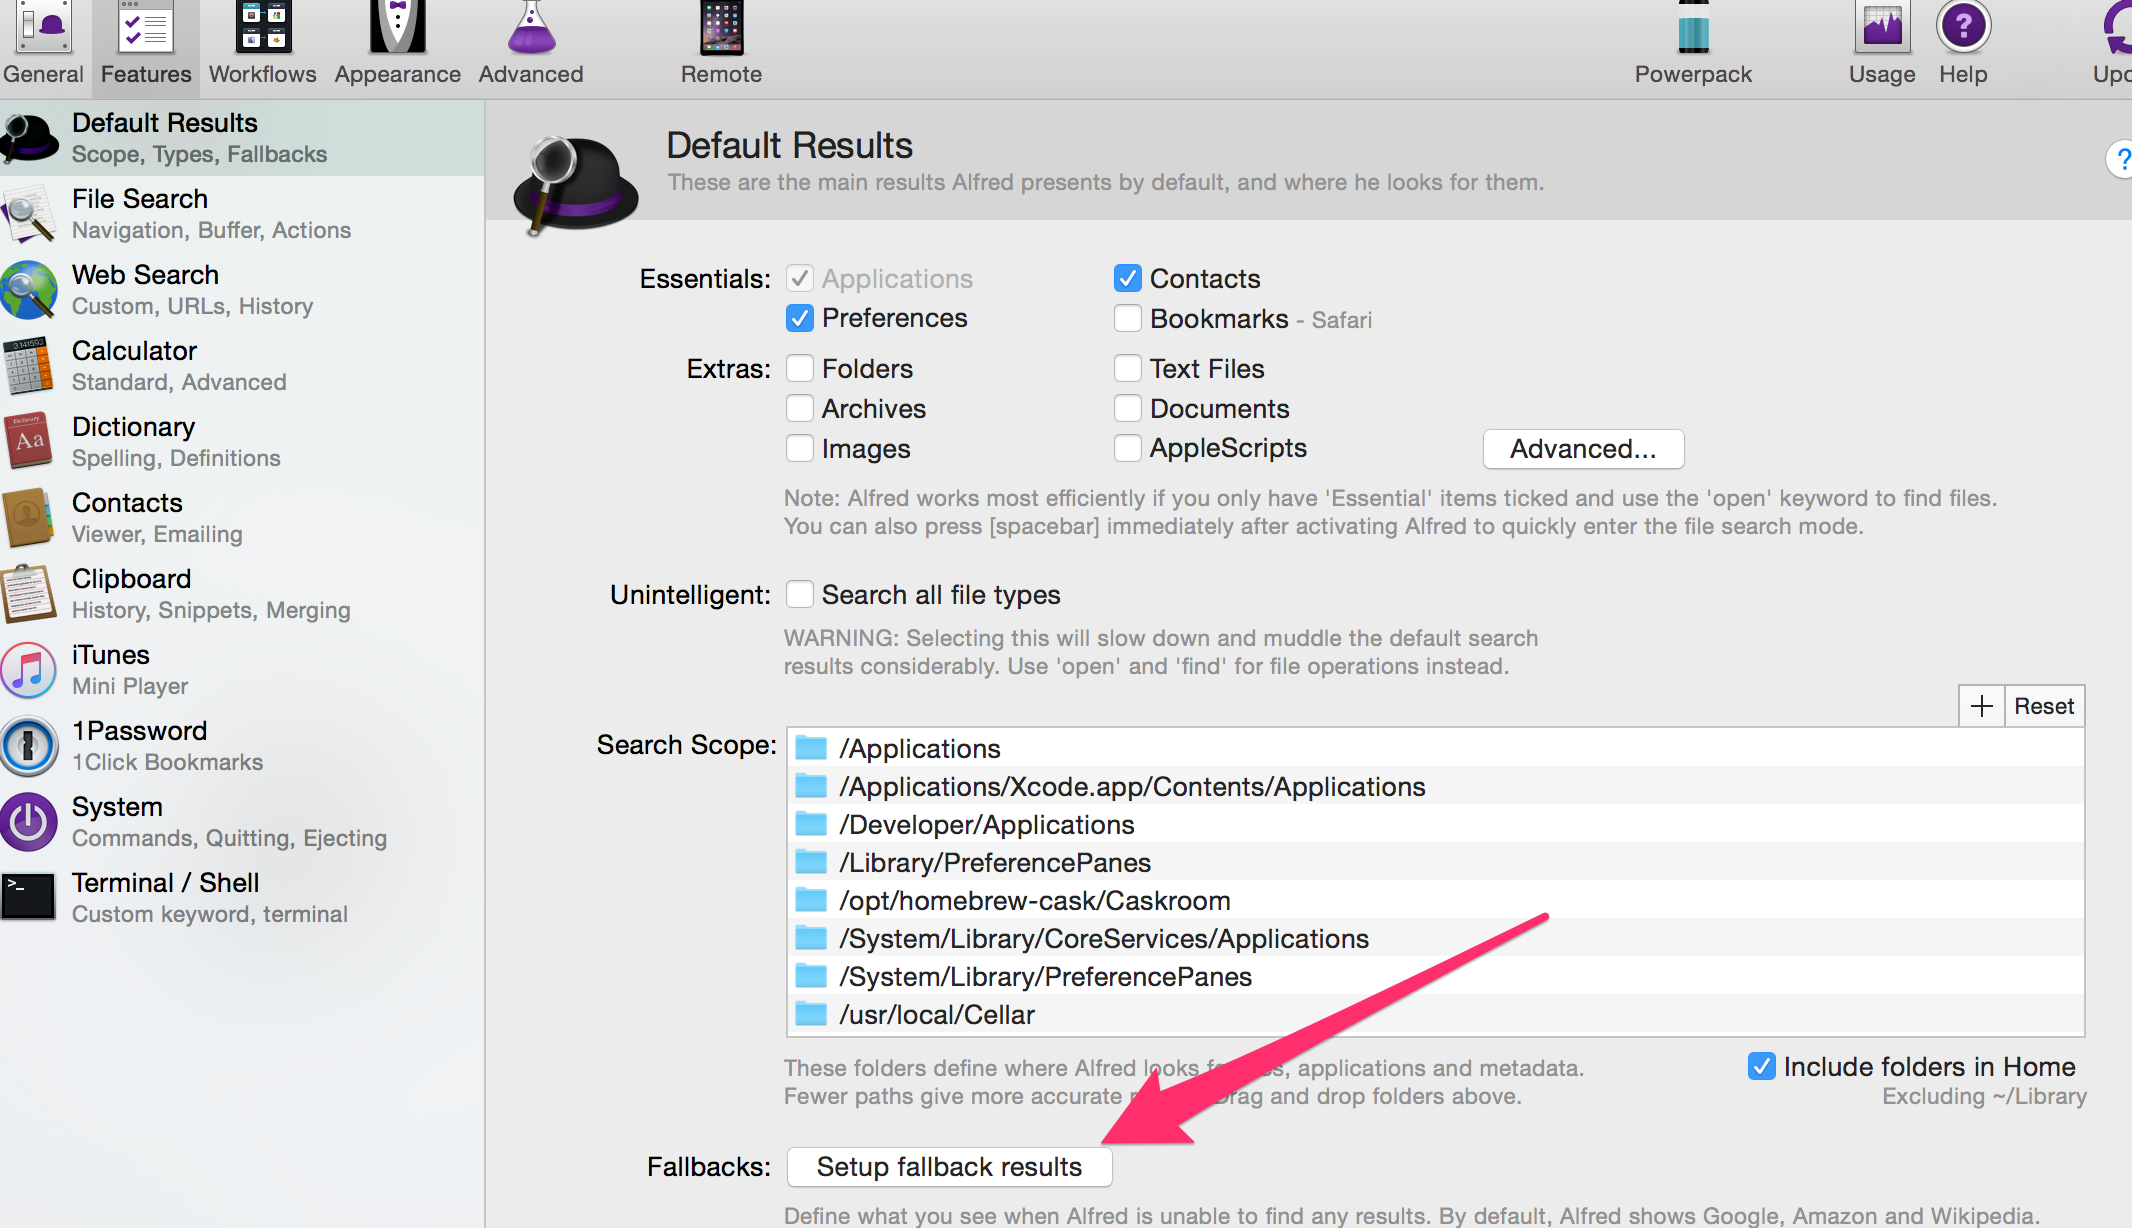 General
Features
Workflows
Appearance
Advanced
Remote
Powerpack
Usage
Help
Default Results
Scope, Types, Fallbacks
File Search
Navigation, Buffer, Actions
Web Search
Custom, URLs, History
3.141593
Calculator
Standard, Advanced
Dictionary
Aa
Dictionary
Spelling, Definitions
Contacts
Viewer, Emailing
Clipboard
History, Snippets, Merging
iTunes
Mini Player
1Password
1Click Bookmarks
System
Commands, Quitting, Ejecting
>_
Terminal / Shell
Custom keyword, terminal
Default Results
These are the main results Alfred presents by default, and where he looks for them.
?
Essentials: Applications Contacts
Preferences Bookmarks - Safari
Extras: Folders Text Files
Archives Documents
Images AppleScripts Advanced...
Note: Alfred works most efficiently if you only have 'Essential' items ticked and use the 'open' keyword to find files.
You can also press [spacebar] immediately after activating Alfred to quickly enter the file search mode.
Unintelligent: Search all file types
WARNING: Selecting this will slow down and muddle the default search
results considerably. Use 'open' and 'find' for file operations instead.
+ Reset
Search Scope: /Applications
/Applications/Xcode.app/Contents/Applications
/Developer/Applications
/Library/PreferencePanes
/opt/homebrew-cask/Caskroom
/System/Library/CoreServices/Applications
/System/Library/PreferencePanes
/usr/local/Cellar
These folders define where Alfred looks , applications and metadata.
Fewer paths give more accurate Drag and drop folders above.
Include folders in Home
Excluding ~/Library
Fallbacks: Setup fallback results
Define what you see when Alfred is unable to find any results. By default, Alfred shows Google, Amazon and Wikipedia.